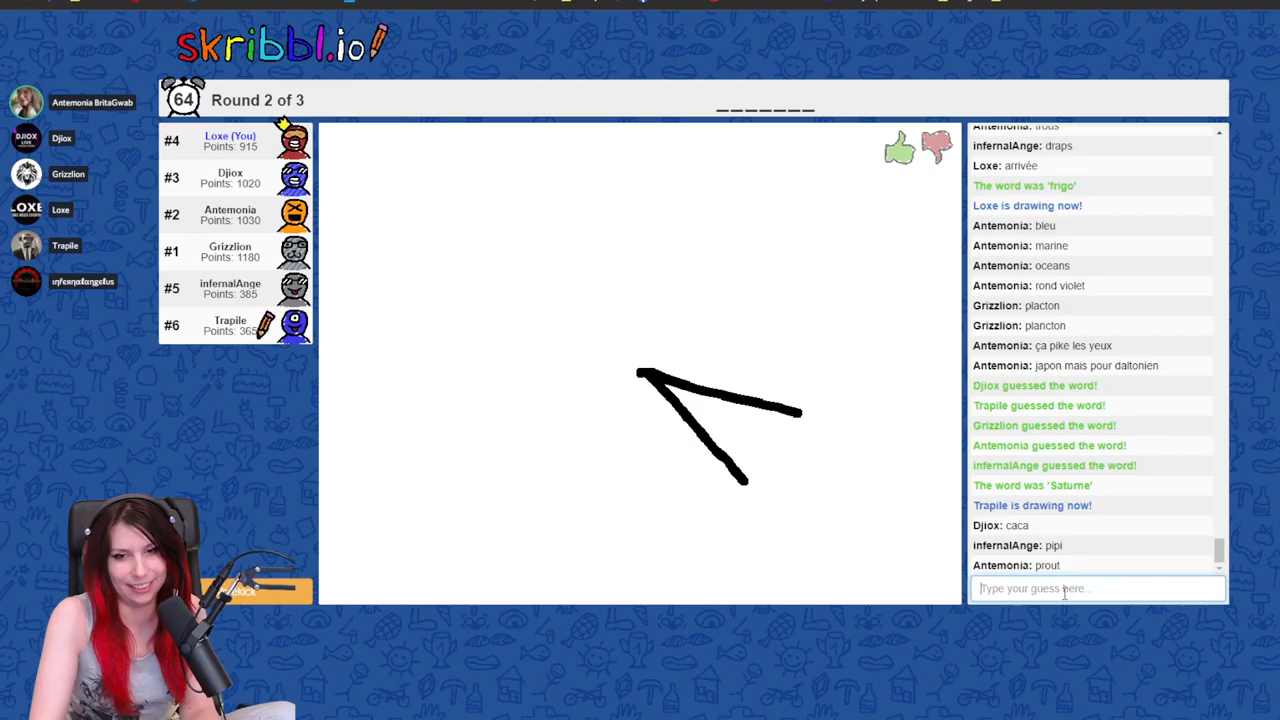 skribbl.io
64
Round 2 of 3
_______
Antemonia BritaGwab
Djiox
Grizzlion
Loxe
Trapile
#4 Loxe (You)
Points: 915
#3 Djiox
Points: 1020
#2 Antemonia
Points: 1030
#1 Grizzlion
Points: 1180
#5 infernalAnge
Points: 385
#6 Trapile
Points: 365
Antemonia: trous
infernalAnge: draps
Loxe: arrivée
The word was 'frigo'
Loxe is drawing now!
Antemonia: bleu
Antemonia: marine
Antemonia: oceans
Antemonia: rond violet
Grizzlion: placton
Grizzlion: plancton
Antemonia: ça pike les yeux
Antemonia: japon mais pour daltonien
Djiox guessed the word!
Trapile guessed the word!
Grizzlion guessed the word!
Antemonia guessed the word!
infernalAnge guessed the word!
The word was 'Saturne'
Trapile is drawing now!
Djiox: caca
infernalAnge: pipi
Antemonia: prout
Type your guess here...